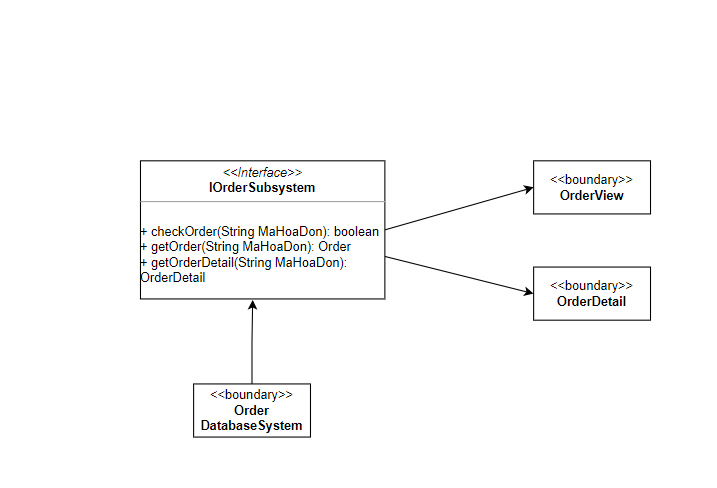 <<Interface>>
IOrderSubsystem
+ checkOrder(String MaHoaDon): boolean
+ getOrder(String MaHoaDon): Order
+ getOrderDetail(String MaHoaDon):
OrderDetail
<<boundary>>
OrderView
<<boundary>>
OrderDetail
<<boundary>>
Order
DatabaseSystem